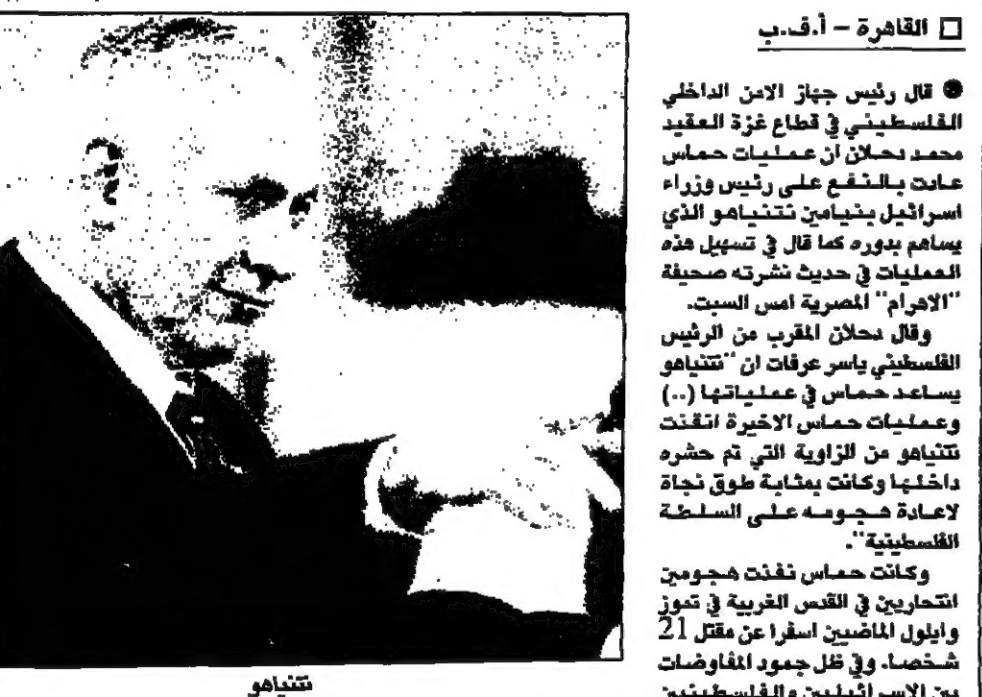 القاهرة – أ.ف.ب
قال رئيس جهاز الامن الداخلي
الفلسطيني في قطاع غزة العقيد
محمد دحلان ان عمليات حماس
عادت بالنفع على رئيس وزراء
اسرائيل بنيامين نتنياهو الذي
يساهم بدوره كما قال في تسهيل هذه
العمليات في حديث نشرته صحيفة
"الاهرام" المصرية امس السبت.
وقال دحلان المقرب من الرئيس
الفلسطيني ياسر عرفات ان "نتنياهو
يساعد حماس في عملياتها (..)
وعمليات حماس الاخيرة انقذت
نتنياهو من الزاوية التي تم حشره
داخلها وكانت بمثابة طوق نجاة
لاعادة هجومه على السلطة
الفلسطينية".
وكانت حماس نفذت هجومين
انتحاريين في القدس الغربية في تموز
وايلول الماضيين اسفرا عن مقتل 21
شخصا. وفي ظل جمود المفاوضات
بين الاسرائيليين والفلسطينيين
نتنياهو